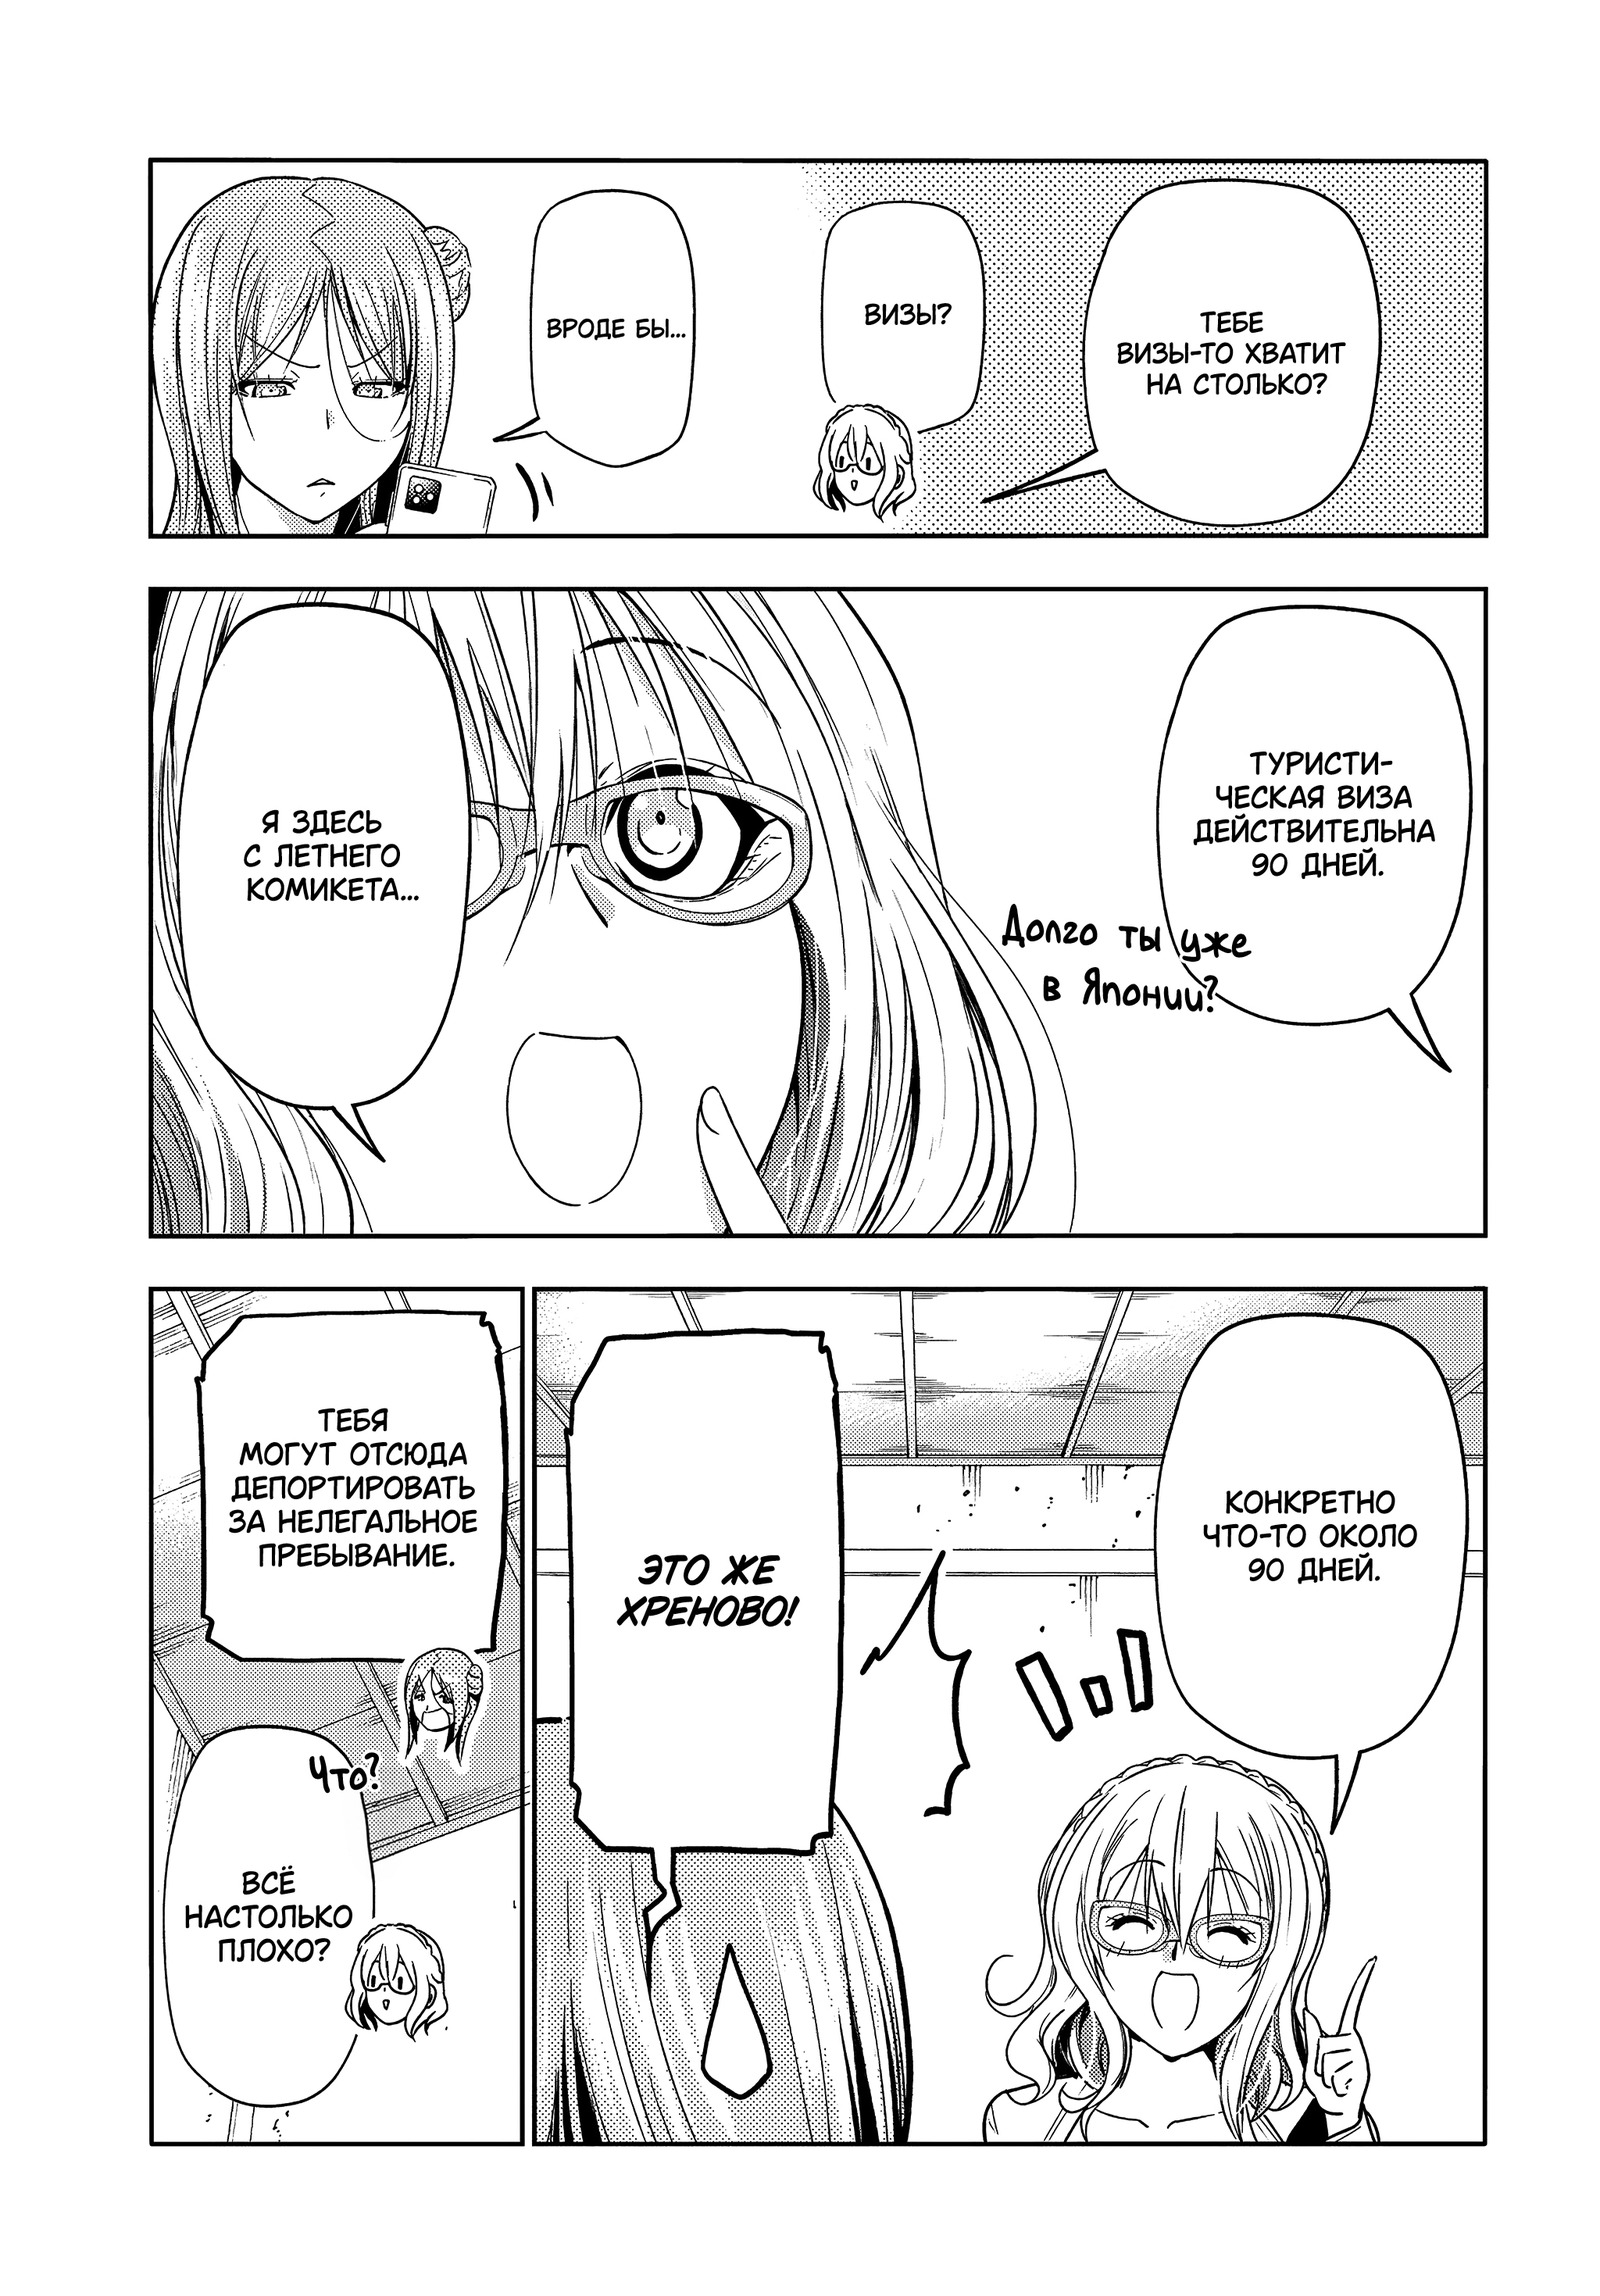 ТЕБЕ
ВИЗЫ-ТО ХВАТИТ
НА СТОЛЬКО?
ВИЗЫ?
ВРОДЕ БЫ...
ТУРИСТИ-
ЧЕСКАЯ ВИЗА
ДЕЙСТВИТЕЛЬНА
90 ДНЕЙ.
Долго ты уже
в Японии?
Я ЗДЕСЬ
С ЛЕТНЕГО
КОМИКЕТА...
КОНКРЕТНО
ЧТО-ТО ОКОЛО
90 ДНЕЙ.
ЭТО ЖЕ
ХРЕНОВО!
ТЕБЯ
МОГУТ ОТСЮДА
ДЕПОРТИРОВАТЬ
ЗА НЕЛЕГАЛЬНОЕ
ПРЕБЫВАНИЕ.
Что?
ВСЁ
НАСТОЛЬКО
ПЛОХО?